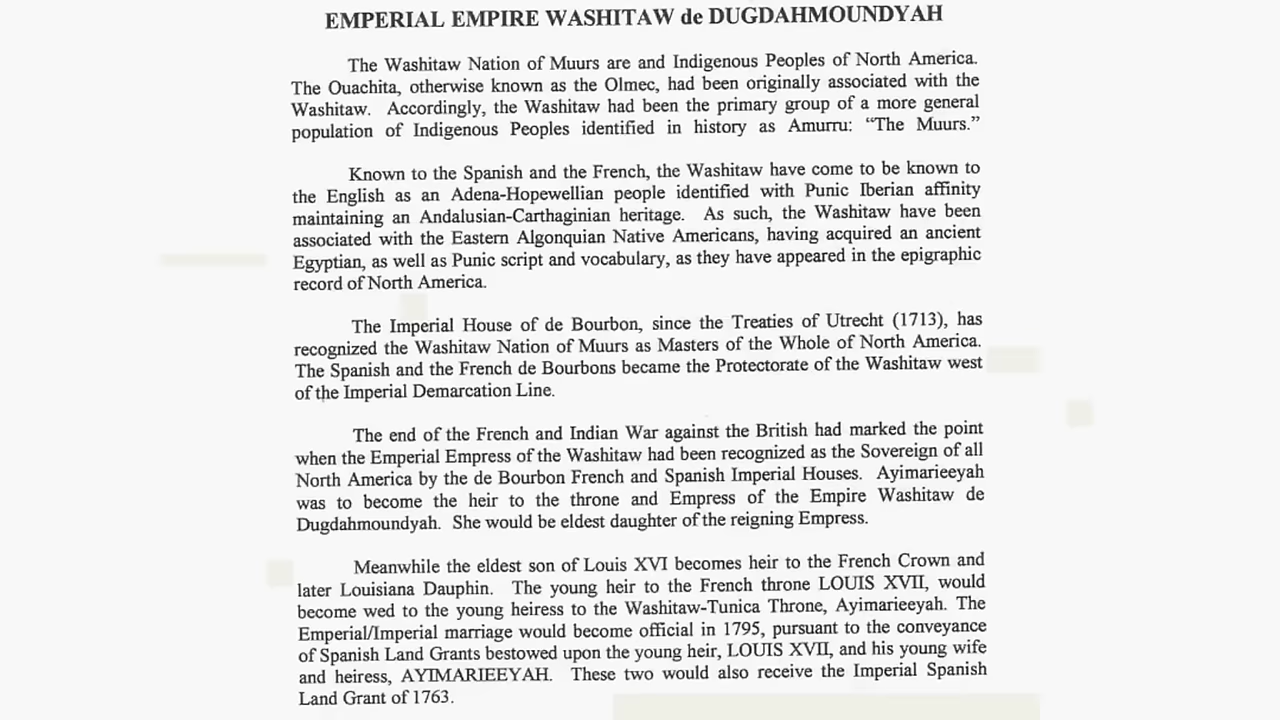 EMPERIAL EMPIRE WASHITAW de DUGDAHMOUNDYAH
The Washitaw Nation of Muurs are and Indigenous Peoples of North America.
The Ouachita, otherwise known as the Olmec, had been originally associated with the
Washitaw. Accordingly, the Washitaw had been the primary group of a more general
population of Indigenous Peoples identified in history as Amurru: “The Muurs.”
Known to the Spanish and the French, the Washitaw have come to be known to
the English as an Adena-Hopewellian people identified with Punic Iberian affinity
maintaining an Andalusian-Carthaginian heritage. As such, the Washitaw have been
associated with the Eastern Algonquian Native Americans, having acquired an ancient
Egyptian, as well as Punic script and vocabulary, as they have appeared in the epigraphic
record of North America.
The Imperial House of de Bourbon, since the Treaties of Utrecht (1713), has
recognized the Washitaw Nation of Muurs as Masters of the Whole of North America.
The Spanish and the French de Bourbons became the Protectorate of the Washitaw west
of the Imperial Demarcation Line.
The end of the French and Indian War against the British had marked the point
when the Emperial Empress of the Washitaw had been recognized as the Sovereign of all
North America by the de Bourbon French and Spanish Imperial Houses. Ayimarieeyah
was to become the heir to the throne and Empress of the Empire Washitaw de
Dugdahmoundyah. She would be eldest daughter of the reigning Empress.
Meanwhile the eldest son of Louis XVI becomes heir to the French Crown and
later Louisiana Dauphin. The young heir to the French throne LOUIS XVII, would
become wed to the young heiress to the Washitaw-Tunica Throne, Ayimarieeyah. The
Emperial/Imperial marriage would become official in 1795, pursuant to the conveyance
of Spanish Land Grants bestowed upon the young heir, LOUIS XVII, and his young wife
and heiress, AYIMARIEEYAH. These two would also receive the Imperial Spanish
Land Grant of 1763.